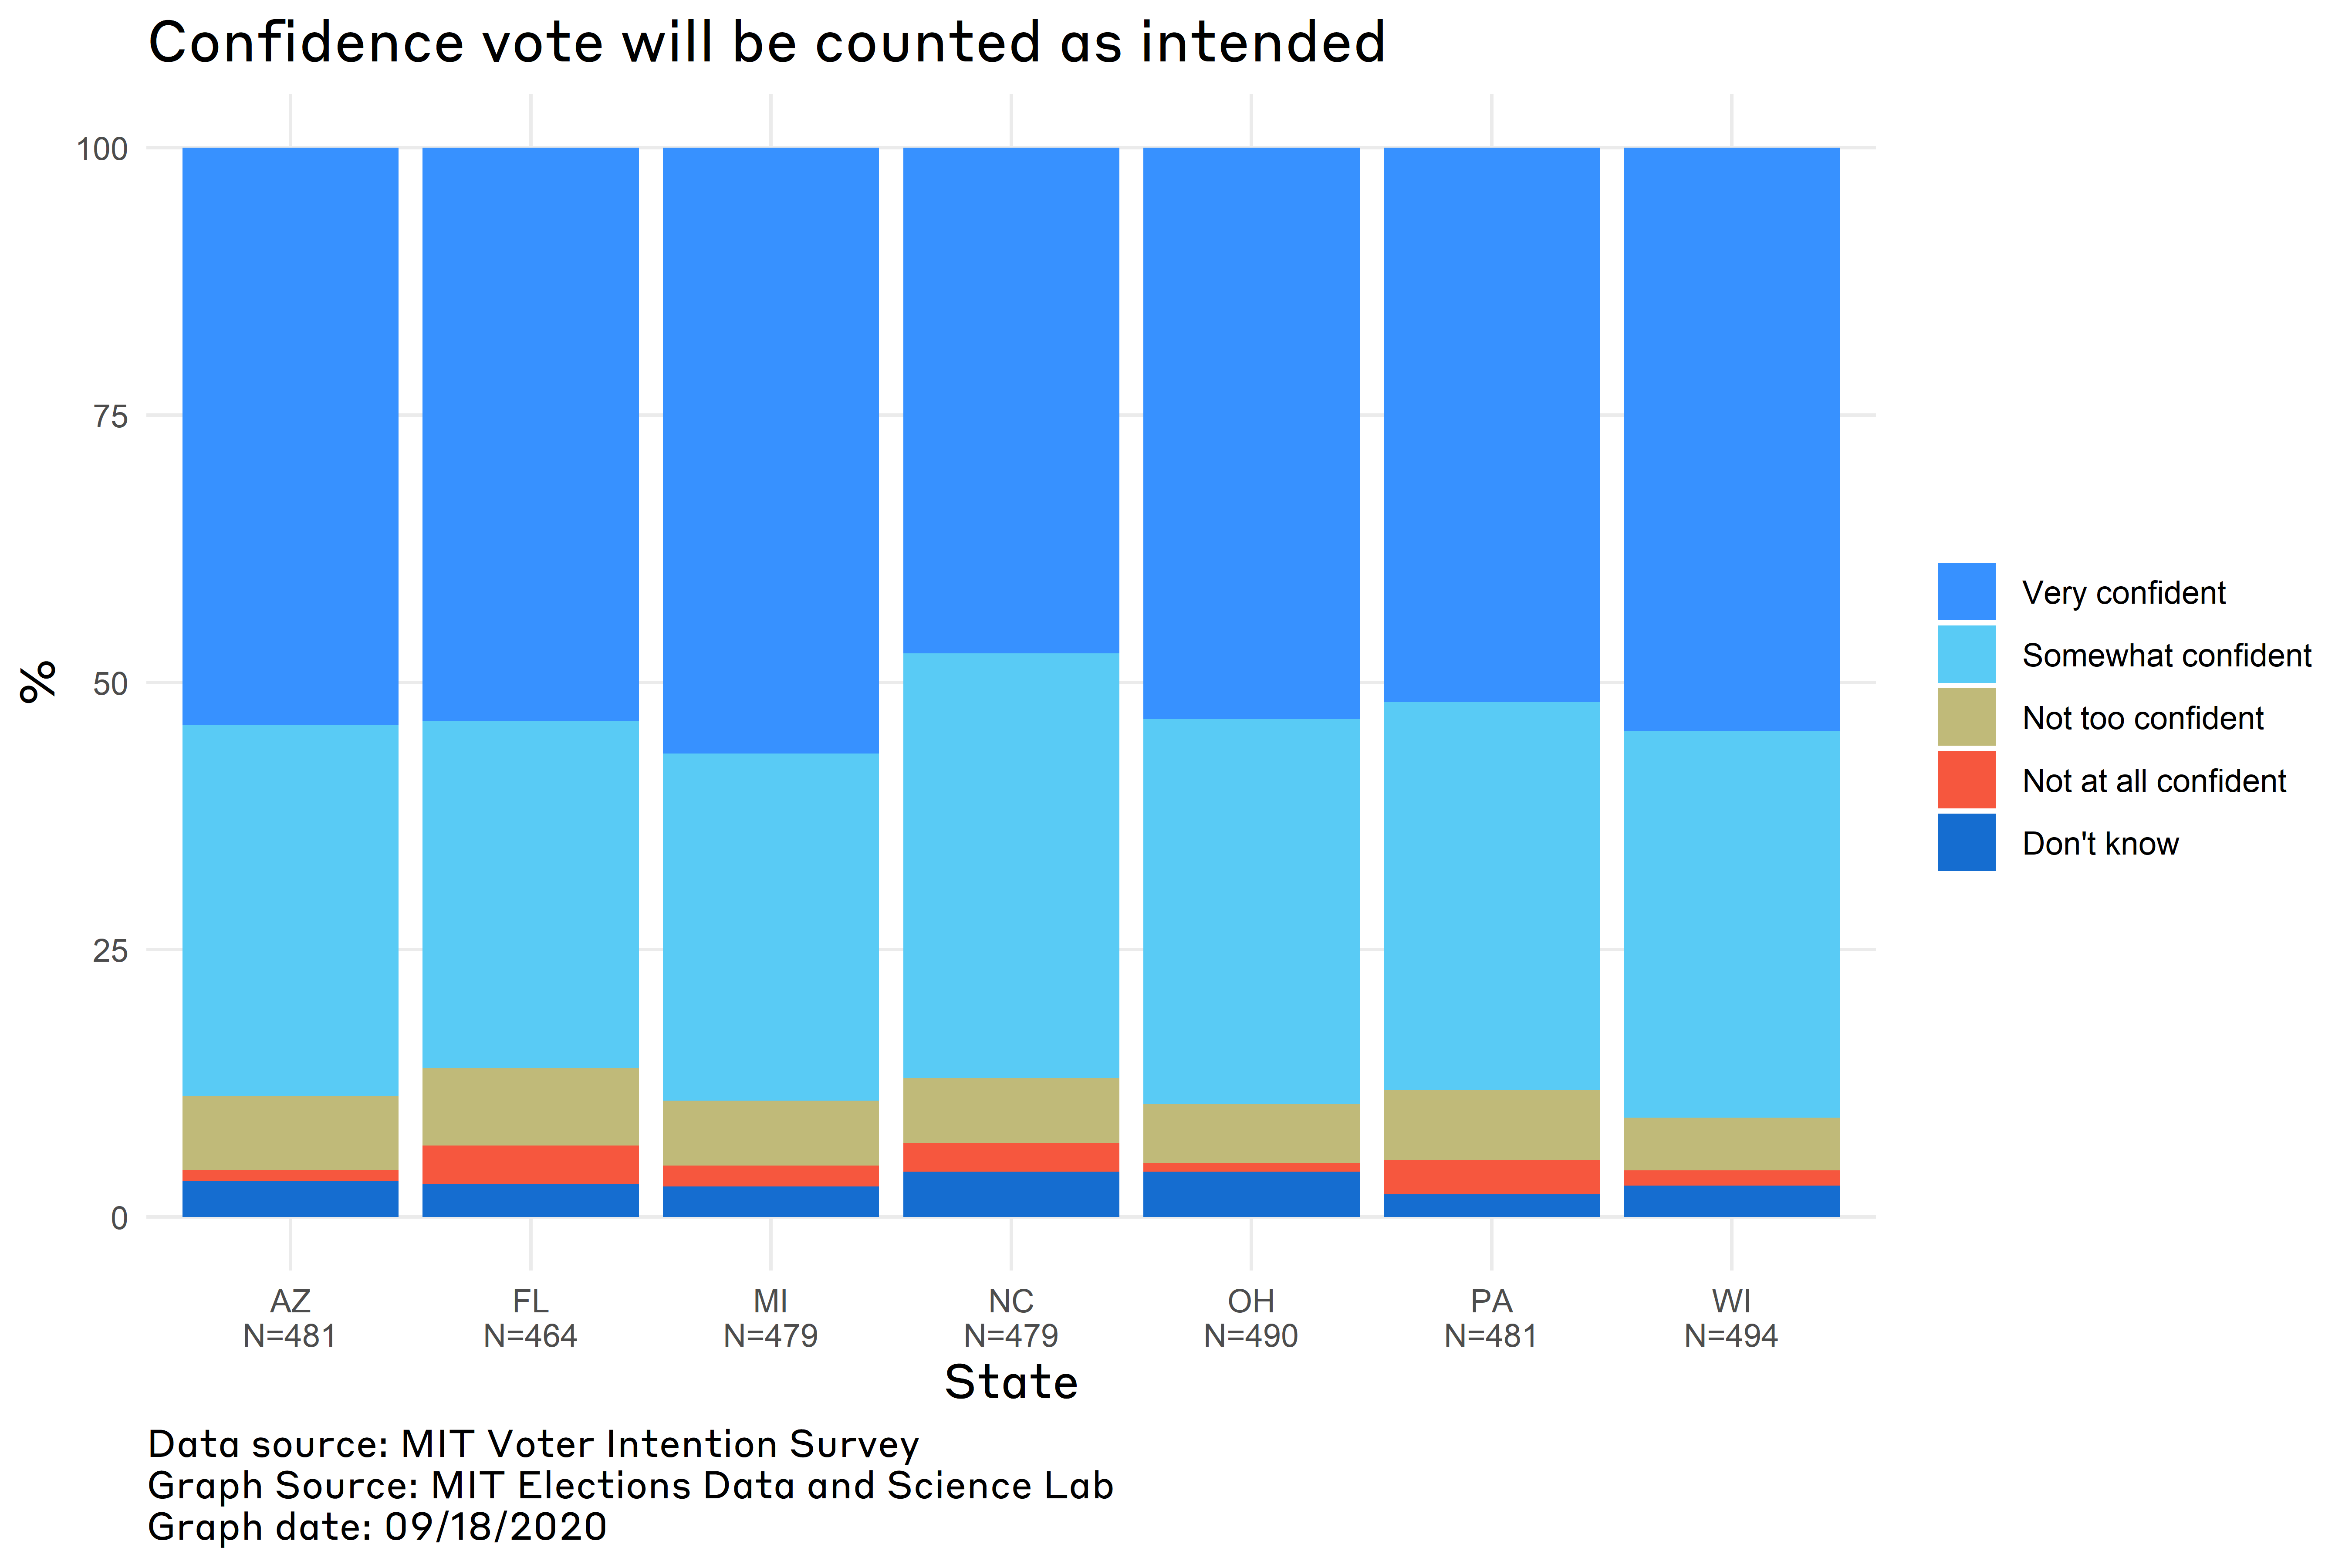 Confidence vote will be counted as intended
100
75
50
25
0
%
Very confident
Somewhat confident
Not too confident
Not at all confident
Don't know
AZ FL MI NC OH PA WI
N=481 N=464 N=479 N=479 N=490 N=481 N=494
State
Data source: MIT Voter Intention Survey
Graph Source: MIT Elections Data and Science Lab
Graph date: 09/18/2020